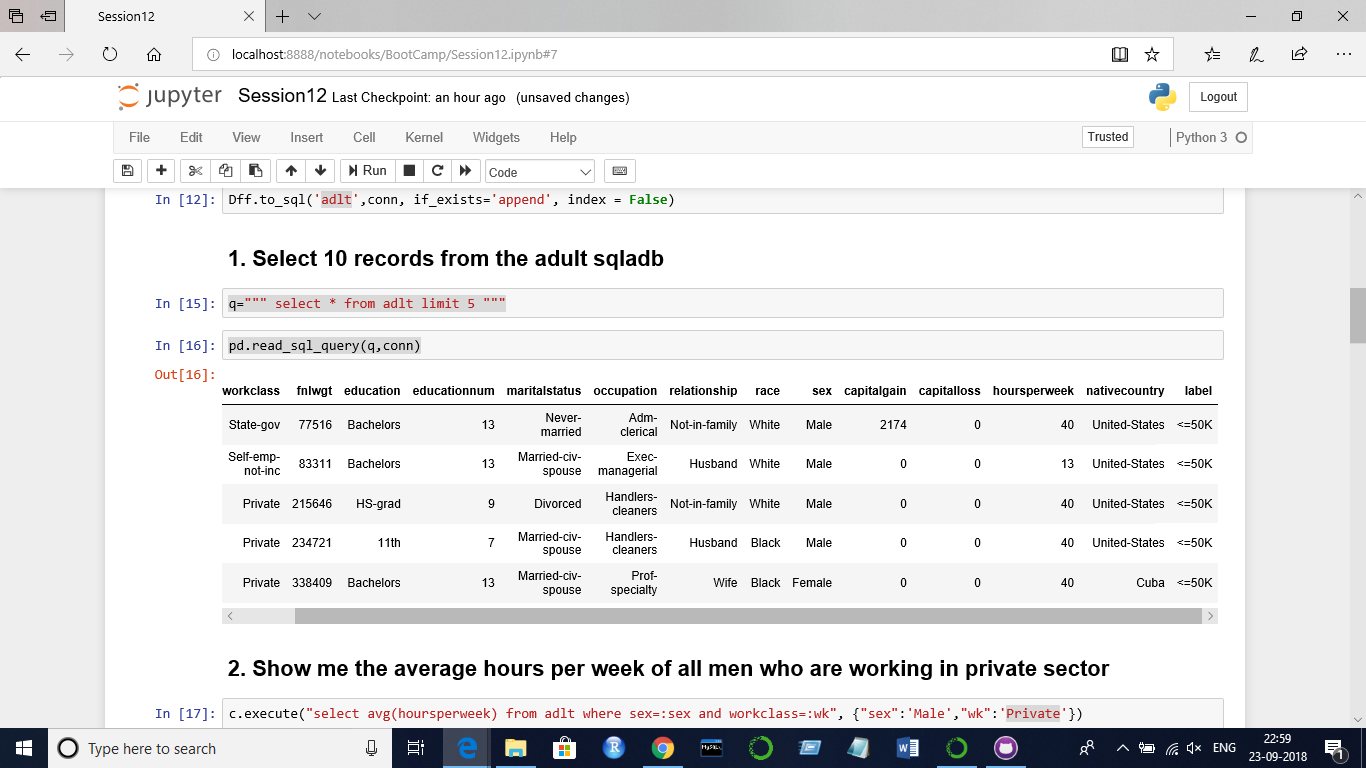 Session12
localhost:8888/notebooks/BootCamp/Session12.ipynb#7
jupyter Session12 Last Checkpoint: an hour ago (unsaved changes)
Logout
File Edit View Insert Cell Kernel Widgets Help
Trusted Python 3
Run Code
In [12]: Dff.to_sql('adlt',conn, if_exists='append', index = False)
1. Select 10 records from the adult sqladb
In [15]: q=""" select * from adlt limit 5 """
In [16]: pd.read_sql_query(q,conn)
Out[16]:
workclass fnlwgt education educationnum maritalstatus occupation relationship race sex capitalgain capitalloss hoursperweek nativecountry label
State-gov 77516 Bachelors 13 Never-married Adm-clerical Not-in-family White Male 2174 0 40 United-States <=50K
Self-emp-not-inc 83311 Bachelors 13 Married-civ-spouse Exec-managerial Husband White Male 0 0 13 United-States <=50K
Private 215646 HS-grad 9 Divorced Handlers-cleaners Not-in-family White Male 0 0 40 United-States <=50K
Private 234721 11th 7 Married-civ-spouse Handlers-cleaners Husband Black Male 0 0 40 United-States <=50K
Private 338409 Bachelors 13 Married-civ-spouse Prof-specialty Wife Black Female 0 0 40 Cuba <=50K
2. Show me the average hours per week of all men who are working in private sector
In [17]: c.execute("select avg(hoursperweek) from adlt where sex=:sex and workclass=:wk", {"sex":'Male',"wk":'Private'})
Type here to search
R
MySQL
W
ENG
22:59
23-09-2018
1